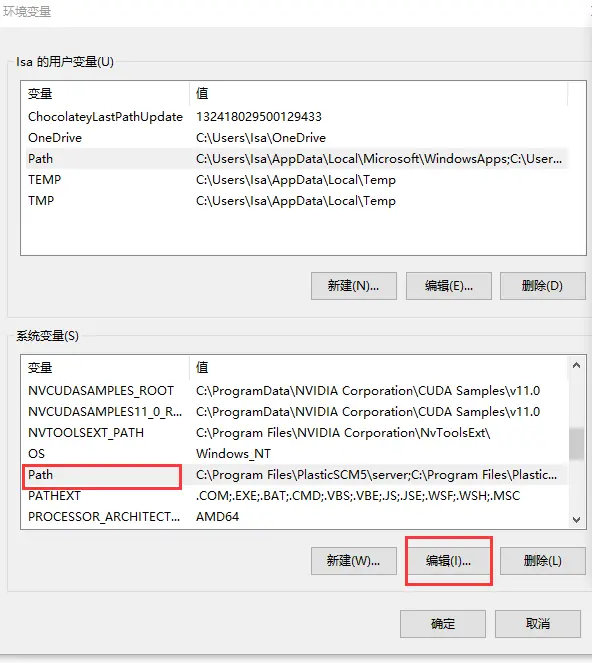 环境变量
Isa 的用户变量(U)
变量 值
ChocolateyLastPathUpdate 132418029500129433
OneDrive C:\Users\Isa\OneDrive
Path C:\Users\Isa\AppData\Local\Microsoft\WindowsApps;C:\User...
TEMP C:\Users\Isa\AppData\Local\Temp
TMP C:\Users\Isa\AppData\Local\Temp
新建(N)... 编辑(E)... 删除(D)
系统变量(S)
变量 值
NVCUDASAMPLES_ROOT C:\ProgramData\NVIDIA Corporation\CUDA Samples\v11.0
NVCUDASAMPLES11_0_R... C:\ProgramData\NVIDIA Corporation\CUDA Samples\v11.0
NVTOOLSEXT_PATH C:\Program Files\NVIDIA Corporation\NvToolsExt\
OS Windows_NT
Path C:\Program Files\PlasticSCM5\server;C:\Program Files\Plastic...
PATHEXT .COM;.EXE;.BAT;.CMD;.VBS;.VBE;.JS;.JSE;.WSF;.WSH;.MSC
PROCESSOR_ARCHITECT... AMD64
新建(W)... 编辑(I)... 删除(L)
确定 取消